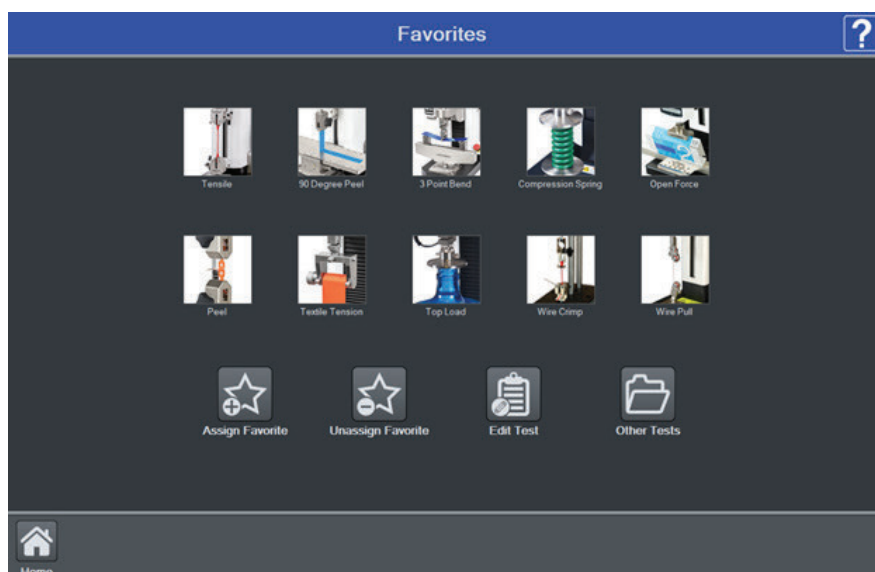 Favorites
?
Tensile
90 Degree Peel
3 Point Bend
Compression Spring
Open Force
Peel
Textile Tension
Top Load
Wire Crimp
Wire Pull
Assign Favorite
Unassign Favorite
Edit Test
Other Tests
Home